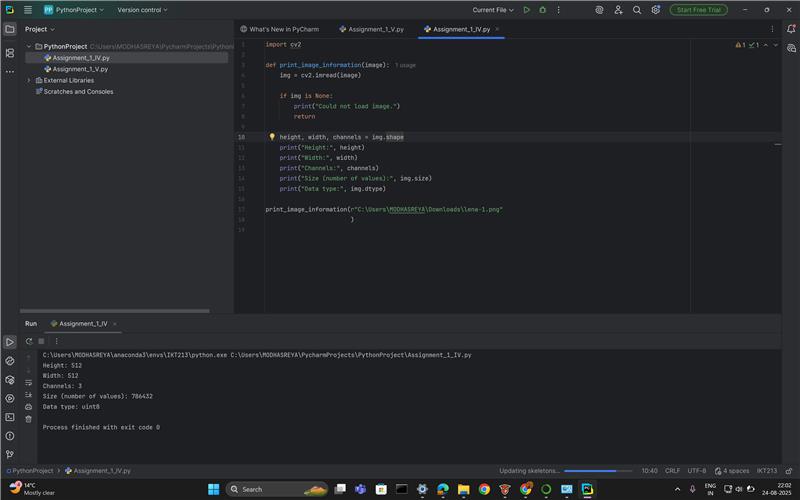 PP PythonProject Version control Current File Start Free Trial
Project
What's New in PyCharm Assignment_1_V.py Assignment_1_IV.py
PythonProject C:\Users\MODHASREYA\PycharmProjects\Python
Assignment_1_IV.py
Assignment_1_V.py
External Libraries
Scratches and Consoles
1 import cv2 1 1
2
3 def print_image_information(image): 1 usage
4 img = cv2.imread(image)
5
6 if img is None:
7 print("Could not load image.")
8 return
9
10 height, width, channels = img.shape
11 print("Height:", height)
12 print("Width:", width)
13 print("Channels:", channels)
14 print("Size (number of values):", img.size)
15 print("Data type:", img.dtype)
16
17 print_image_information(r"C:\Users\MODHASREYA\Downloads\lena-1.png"
18 )
19
Run Assignment_1_IV
C:\Users\MODHASREYA\anaconda3\envs\IKT213\python.exe C:\Users\MODHASREYA\PycharmProjects\PythonProject\Assignment_1_IV.py
Height: 512
Width: 512
Channels: 3
Size (number of values): 786432
Data type: uint8
Process finished with exit code 0
PythonProject Assignment_1_IV.py Updating skeletons... 10:40 CRLF UTF-8 4 spaces IKT213
14°C
Mostly clear
Search
ENG
IN
22:02
24-08-2025